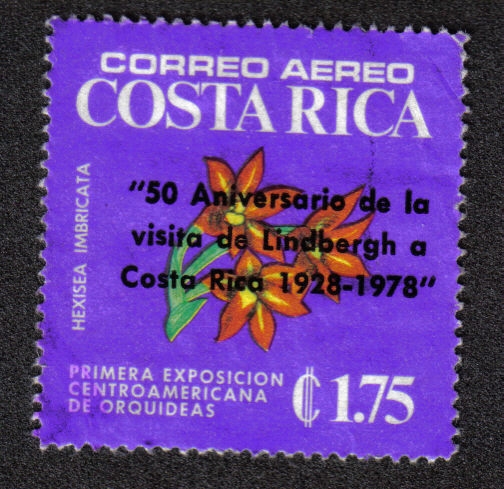 CORREO AEREO
COSTA RICA
HEXISEA IMBRICATA
"50 Aniversario de la
visita de Lindbergh a
Costa Rica 1928-1978"
PRIMERA EXPOSICION
CENTROAMERICANA
DE ORQUIDEAS
₡ 1.75